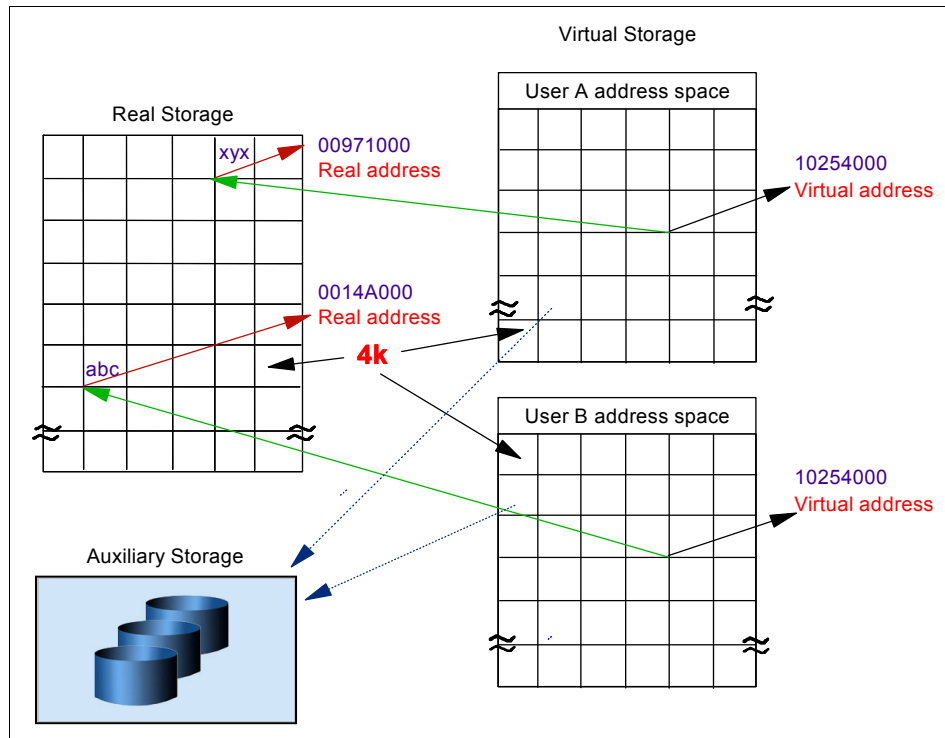 Virtual Storage
User A address space
Real Storage
xyx
00971000
Real address
10254000
Virtual address
0014A000
Real address
4k
abc
User B address space
10254000
Virtual address
Auxiliary Storage